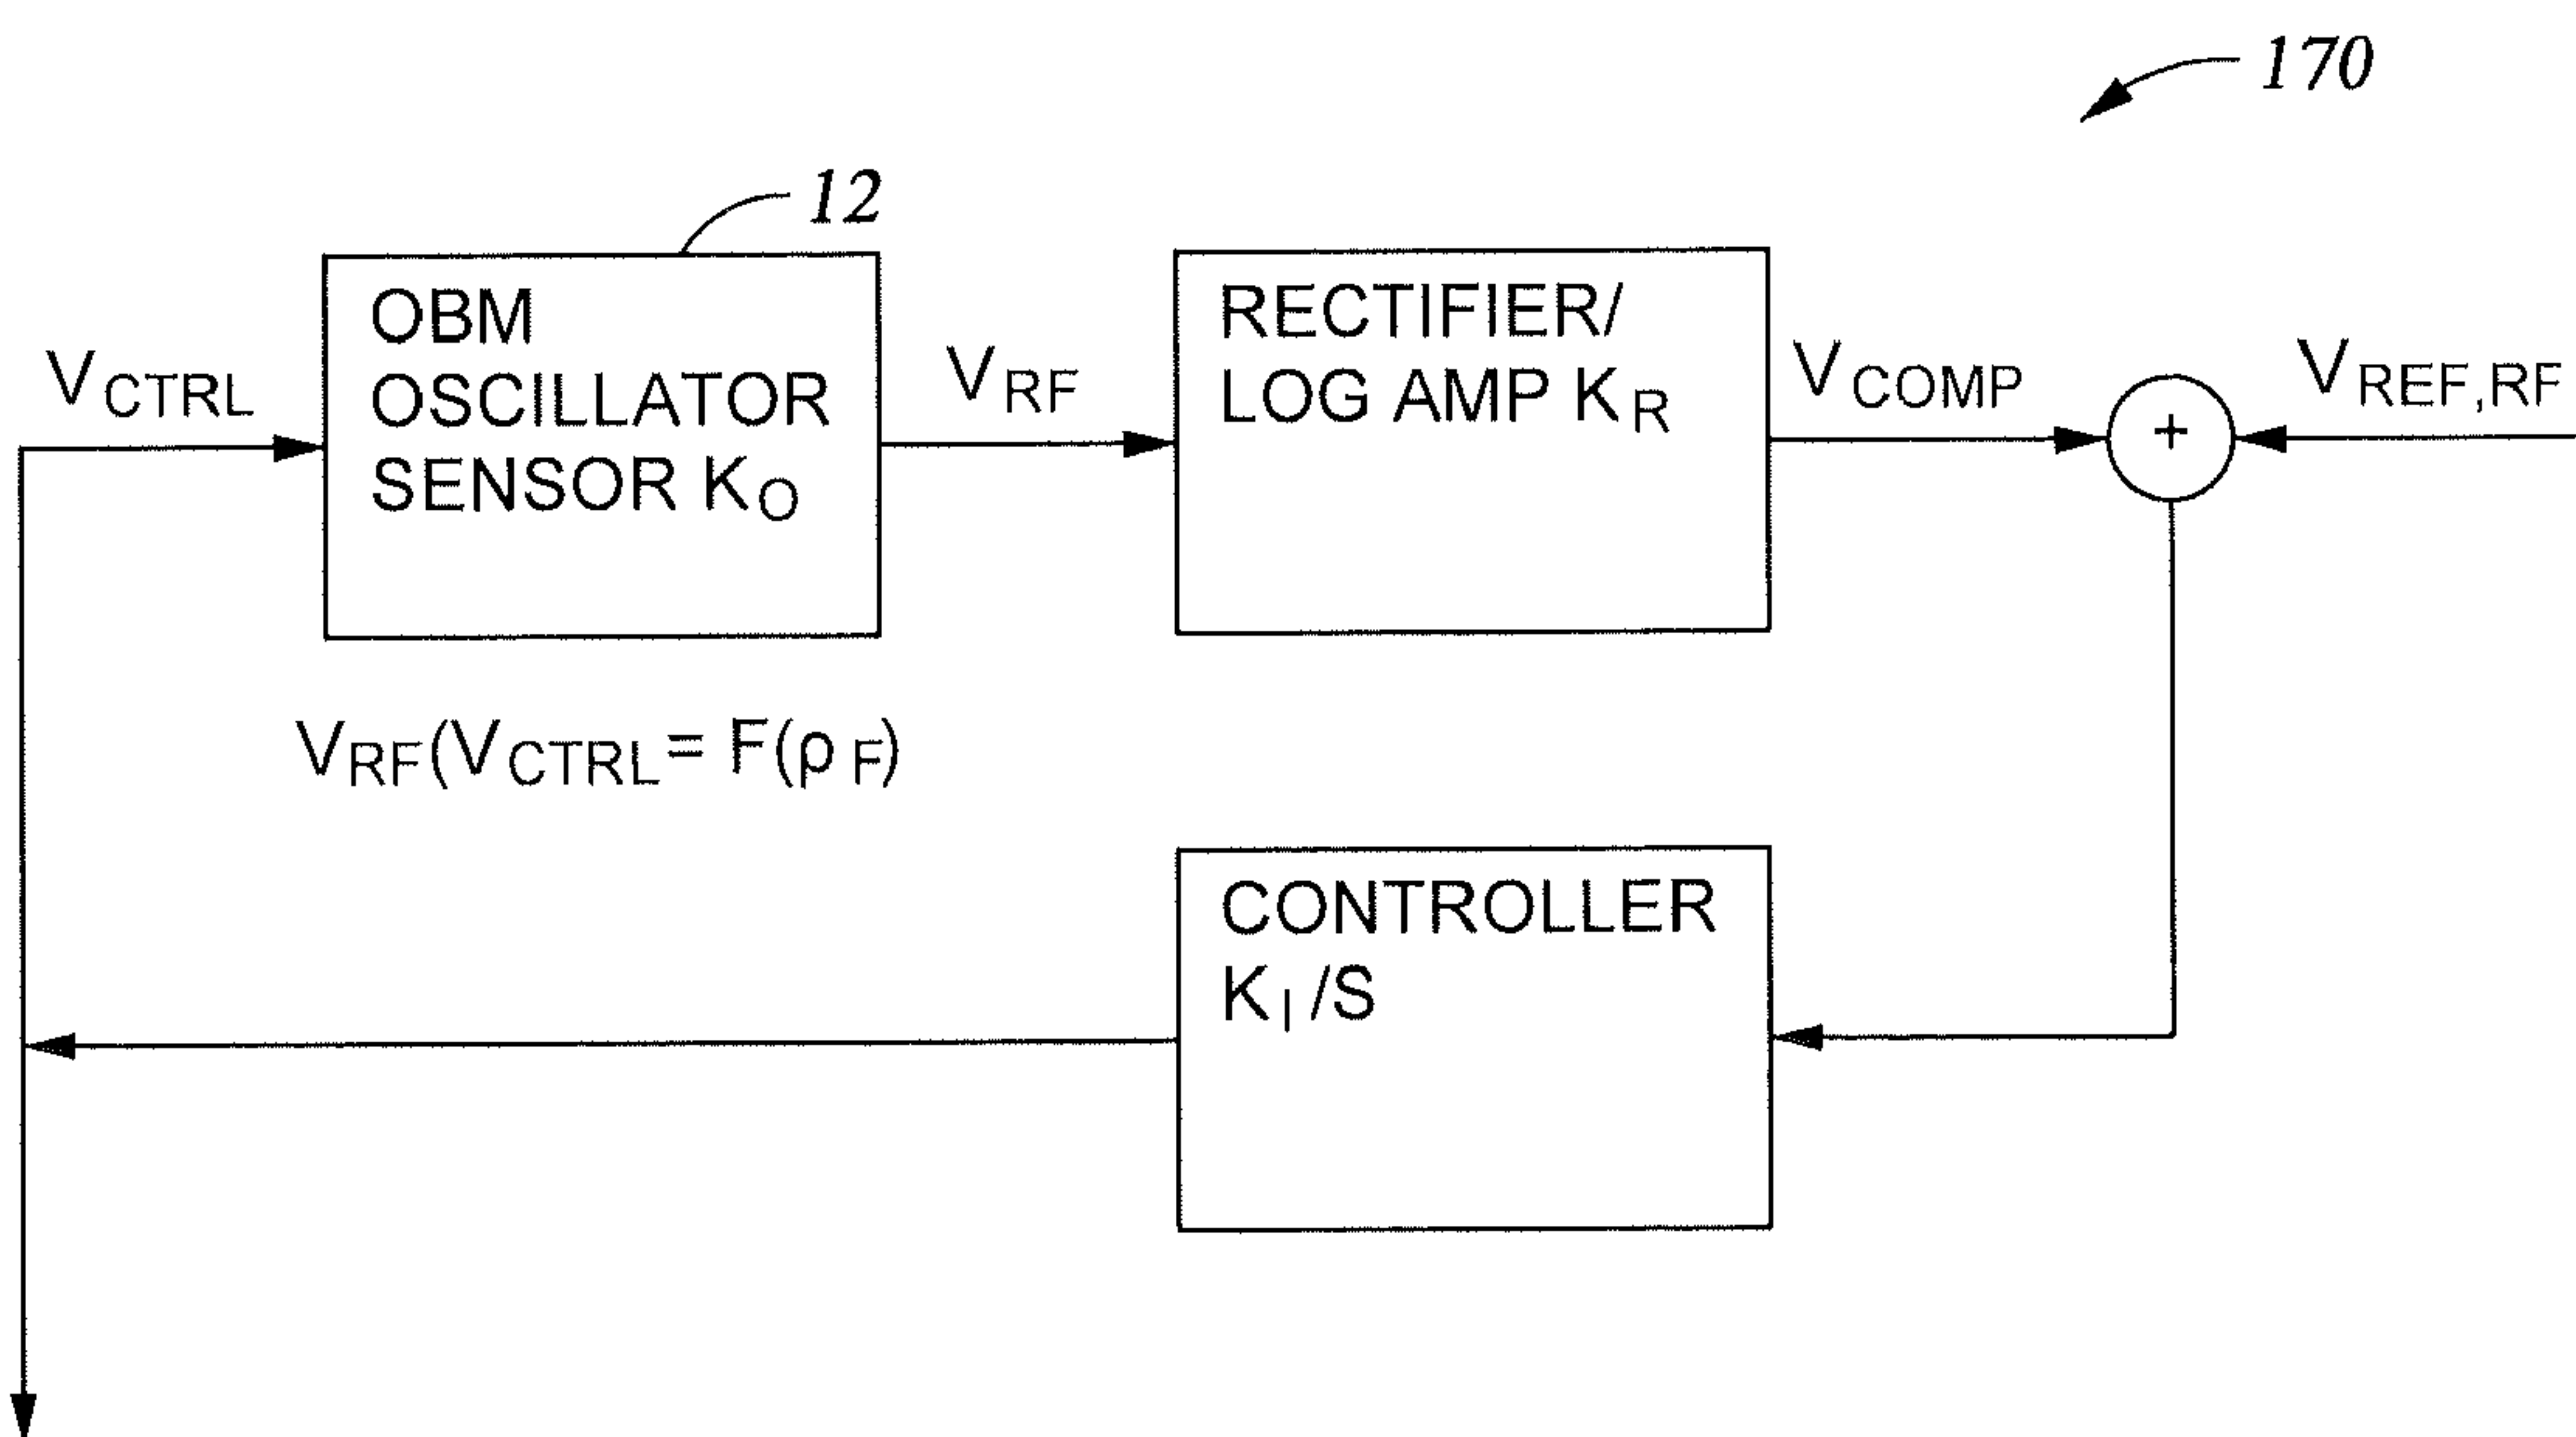 170
12
OBM
OSCILLATOR
SENSOR KO
RECTIFIER/
LOG AMP KR
VCTRL
VRF
VCOMP
+
VREF,RF
VRF(VCTRL= F(ρF)
CONTROLLER
KI/S